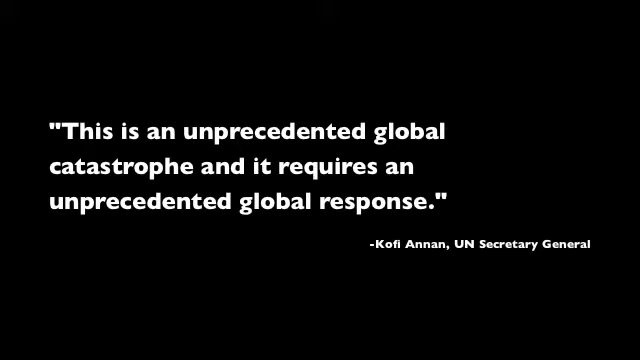 "This is an unprecedented global
catastrophe and it requires an
unprecedented global response."
-Kofi Annan, UN Secretary General